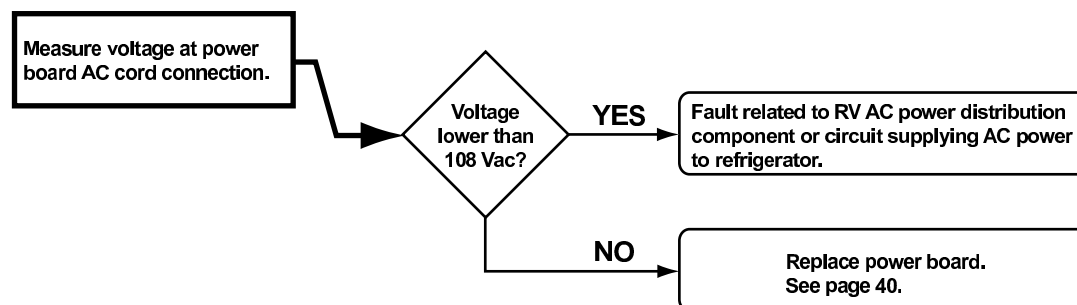 Measure voltage at power
board AC cord connection.
Voltage
lower than
108 Vac?
YES
Fault related to RV AC power distribution
component or circuit supplying AC power
to refrigerator.
NO
Replace power board.
See page 40.